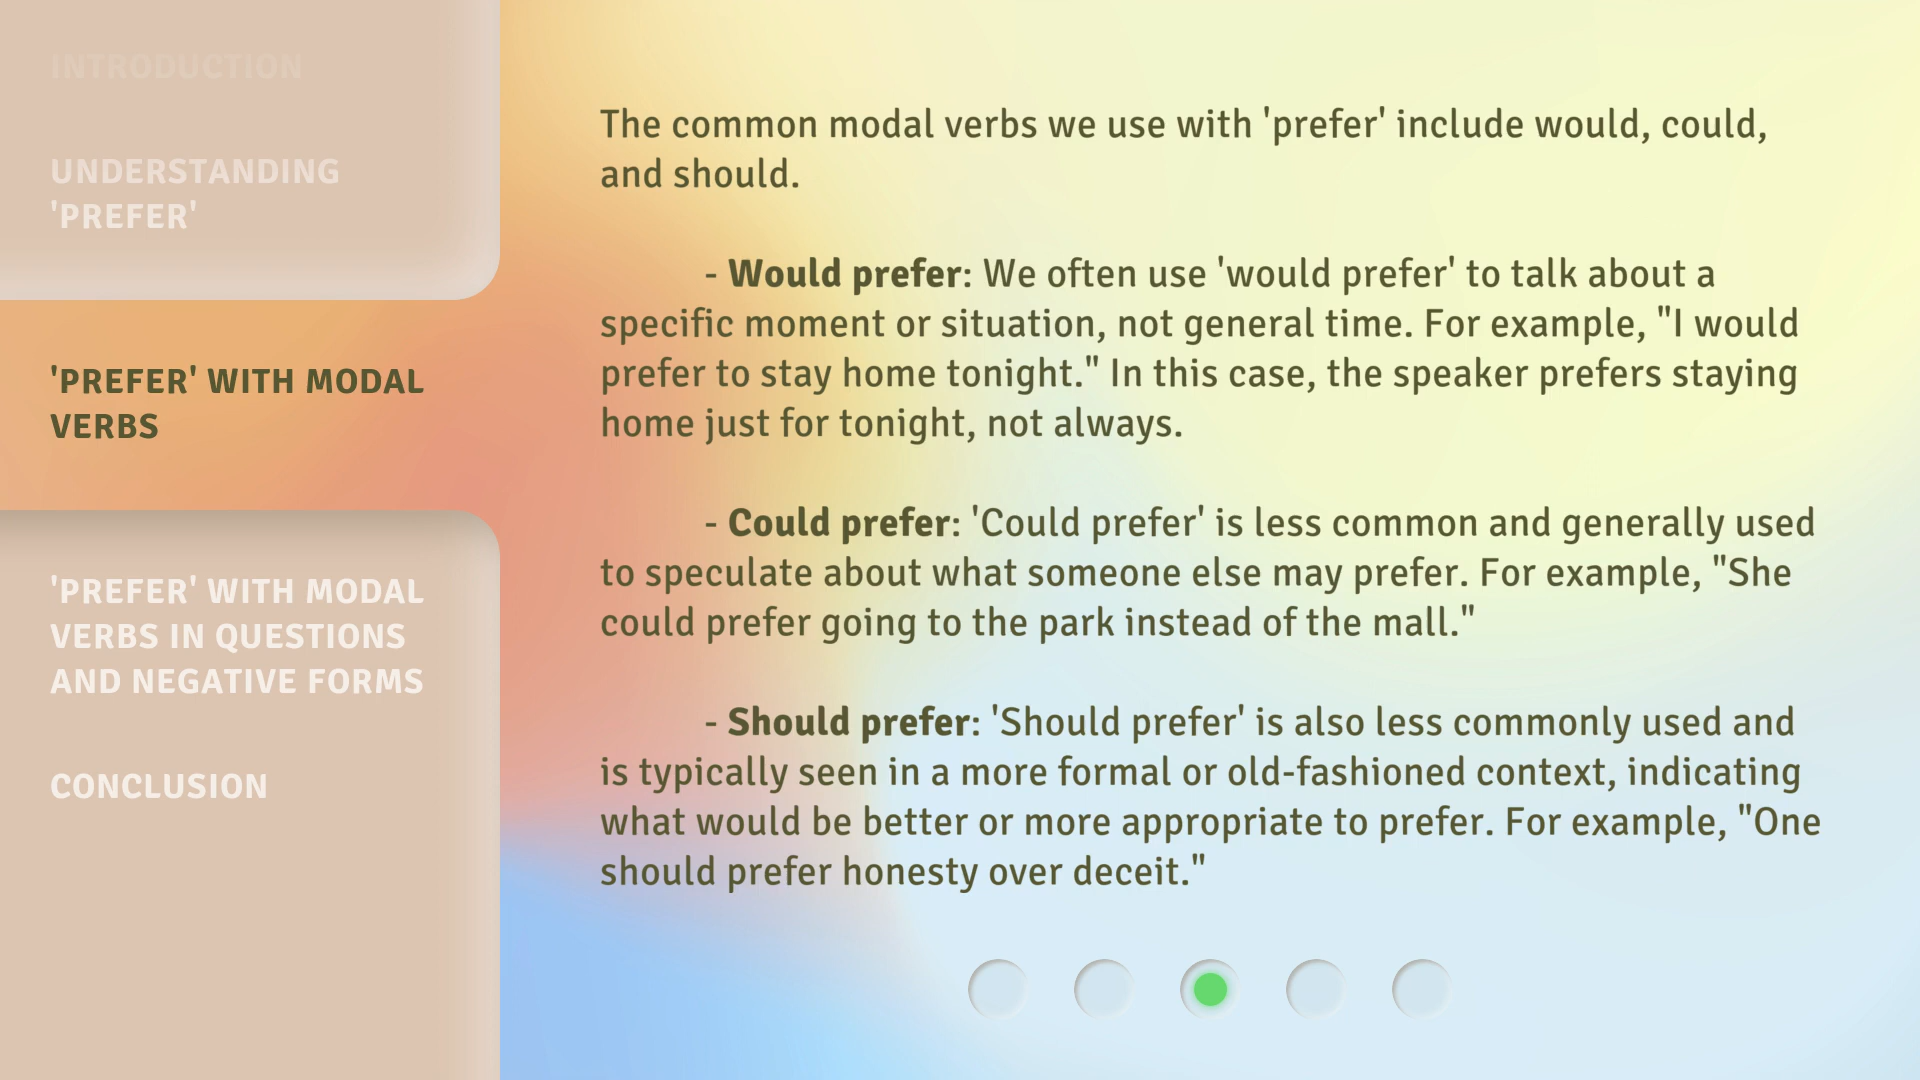 INTRODUCTION
UNDERSTANDING
'PREFER'
'PREFER' WITH MODAL
VERBS
'PREFER' WITH MODAL
VERBS IN QUESTIONS
AND NEGATIVE FORMS
CONCLUSION
The common modal verbs we use with 'prefer' include would, could,
and should.
- Would prefer: We often use 'would prefer' to talk about a
specific moment or situation, not general time. For example, "I would
prefer to stay home tonight." In this case, the speaker prefers staying
home just for tonight, not always.
- Could prefer: 'Could prefer' is less common and generally used
to speculate about what someone else may prefer. For example, "She
could prefer going to the park instead of the mall."
- Should prefer: 'Should prefer' is also less commonly used and
is typically seen in a more formal or old-fashioned context, indicating
what would be better or more appropriate to prefer. For example, "One
should prefer honesty over deceit."